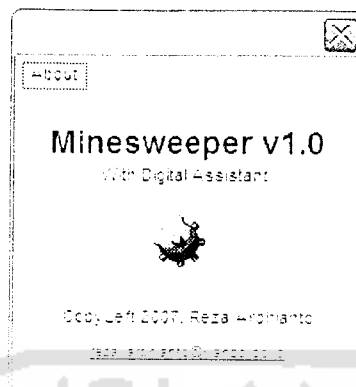 About
Minesweeper v1.0
With Digital Assistant
CopyLeft 2007, Reza